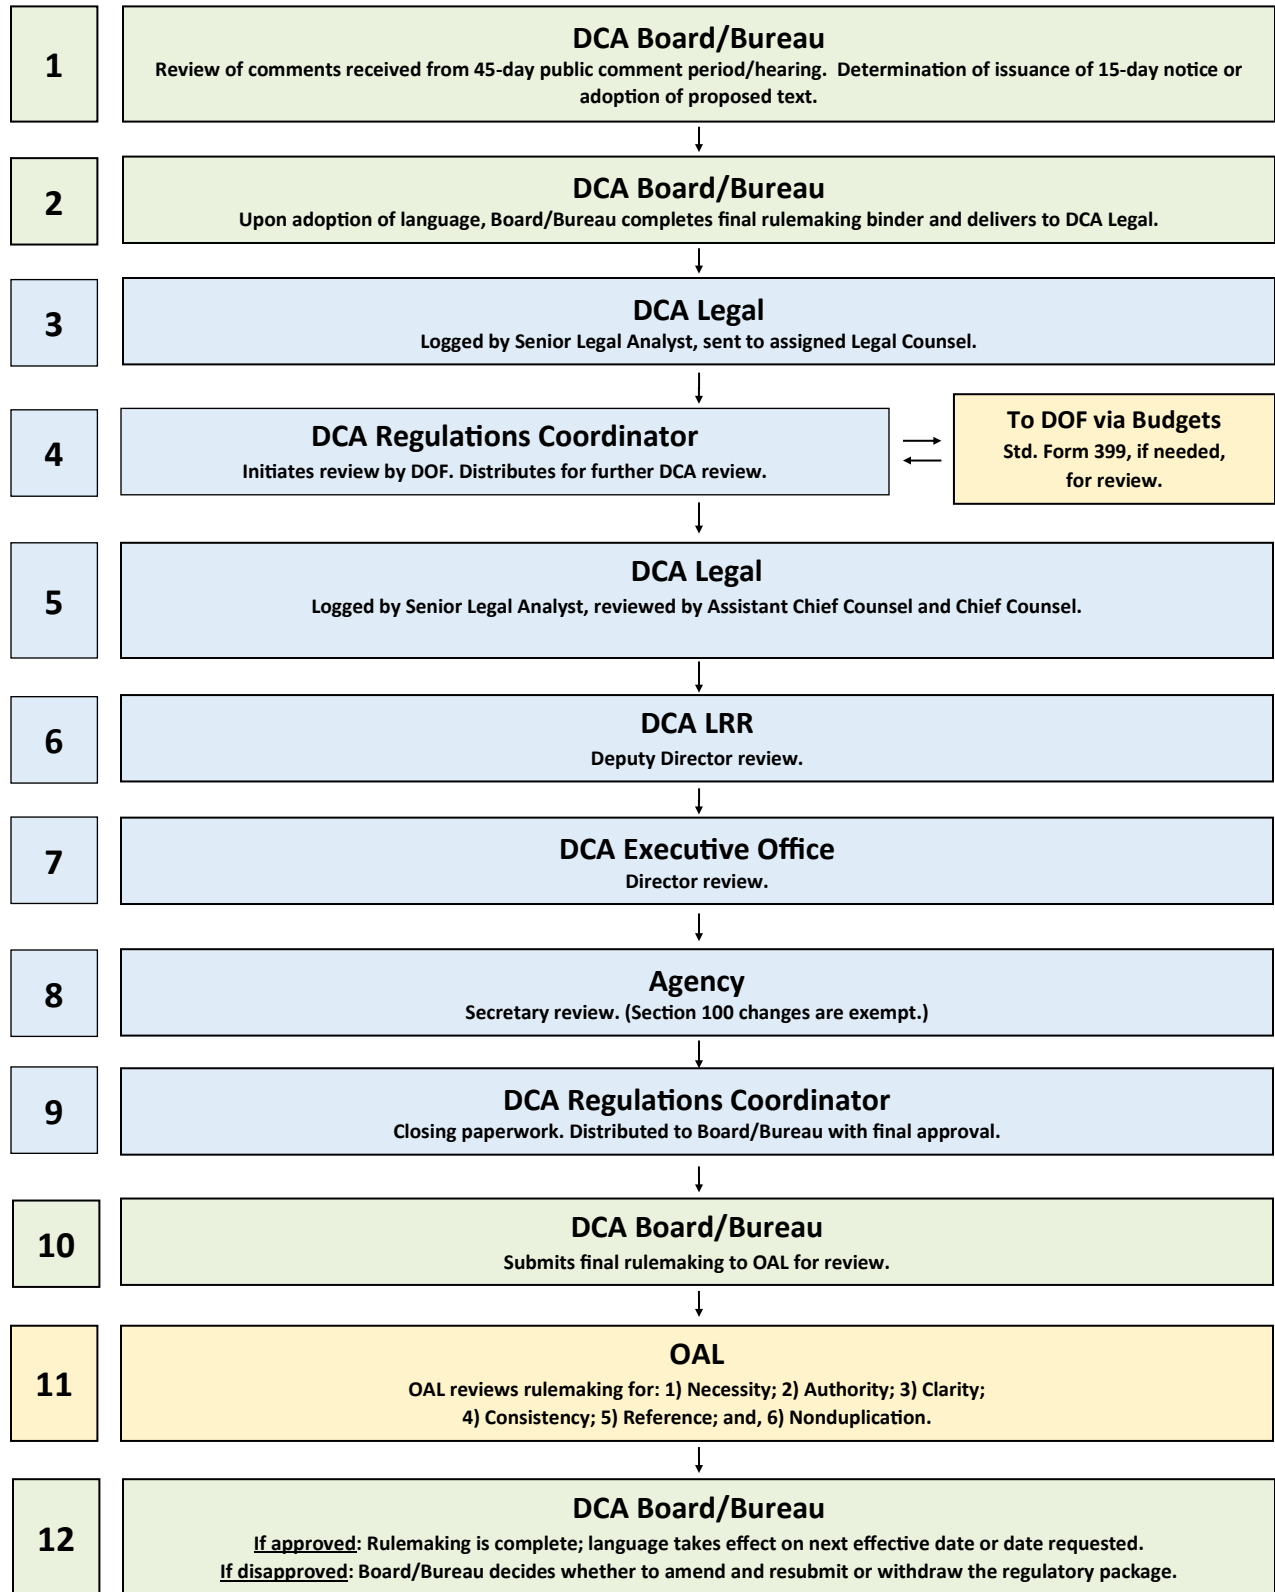 1
DCA Board/Bureau
Review of comments received from 45-day public comment period/hearing.  Determination of issuance of 15-day notice or
adoption of proposed text.
2
DCA Board/Bureau
Upon adoption of language, Board/Bureau completes final rulemaking binder and delivers to DCA Legal.
3
DCA Legal
Logged by Senior Legal Analyst, sent to assigned Legal Counsel.
4
DCA Regulations Coordinator
Initiates review by DOF. Distributes for further DCA review.
To DOF via Budgets
Std. Form 399, if needed,
for review.
5
DCA Legal
Logged by Senior Legal Analyst, reviewed by Assistant Chief Counsel and Chief Counsel.
6
DCA LRR
Deputy Director review.
7
DCA Executive Office
Director review.
8
Agency
Secretary review. (Section 100 changes are exempt.)
9
DCA Regulations Coordinator
Closing paperwork. Distributed to Board/Bureau with final approval.
10
DCA Board/Bureau
Submits final rulemaking to OAL for review.
11
OAL
OAL reviews rulemaking for: 1) Necessity; 2) Authority; 3) Clarity;
4) Consistency; 5) Reference; and, 6) Nonduplication.
12
DCA Board/Bureau
If approved: Rulemaking is complete; language takes effect on next effective date or date requested.
If disapproved: Board/Bureau decides whether to amend and resubmit or withdraw the regulatory package.